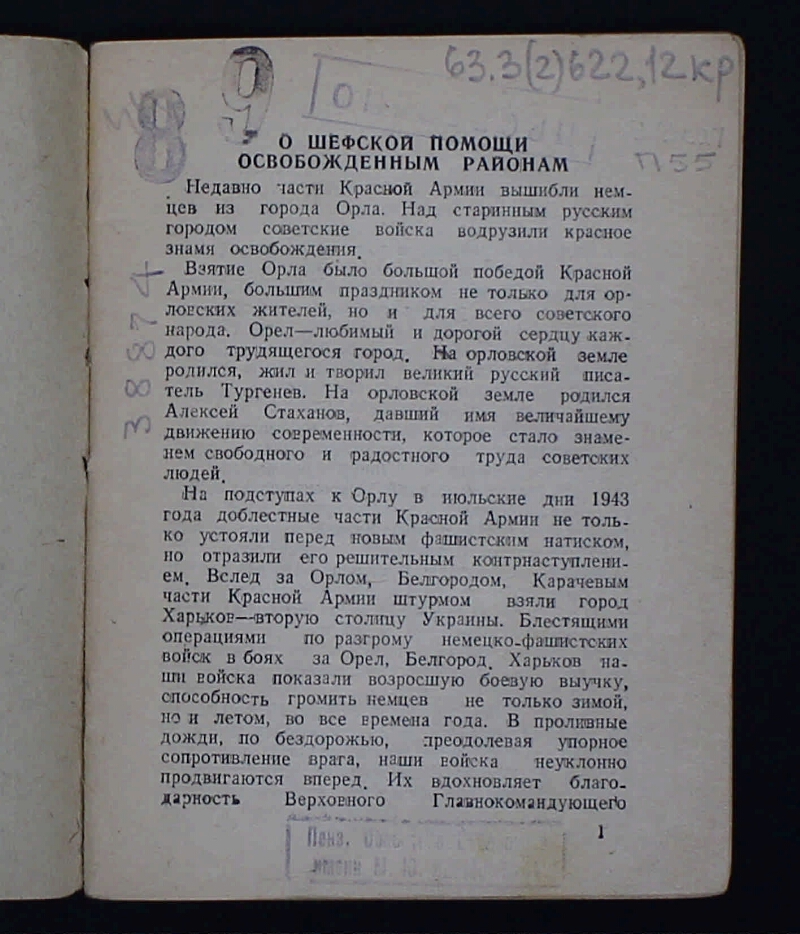 89
63.3(2)622,12кр
П55
О ШЕФСКОЙ ПОМОЩИ
ОСВОБОЖДЕННЫМ РАЙОНАМ
Недавно части Красной Армии вышибли нем-
цев из города Орла. Над старинным русским
городом советские войска водрузили красное
знамя освобождения.
Взятие Орла было большой победой Красной
Армии, большим праздником не только для ор-
ловских жителей, но и для всего советского
народа. Орел—любимый и дорогой сердцу каж-
дого трудящегося город. На орловской земле
родился, жил и творил великий русский писа-
тель Тургенев. На орловской земле родился
Алексей Стаханов, давший имя величайшему
движению современности, которое стало знаме-
нем свободного и радостного труда советских
людей.
На подступах к Орлу в июльские дни 1943
года доблестные части Красной Армии не толь-
ко устояли перед новым фашистским натиском,
но отразили его решительным контрнаступлени-
ем. Вслед за Орлом, Белгородом, Карачевым
части Красной Армии штурмом взяли город
Харьков—вторую столицу Украины. Блестящими
операциями по разгрому немецко-фашистских
войск в боях за Орел, Белгород, Харьков на-
ши войска показали возросшую боевую выучку,
способность громить немцев не только зимой,
но и летом, во все времена года. В проливные
дожди, по бездорожью, преодолевая упорное
сопротивление врага, наши войска неуклонно
продвигаются вперед. Их вдохновляет благо-
дарность Верховного Главнокомандующего
1
38874
Пенз.
имени